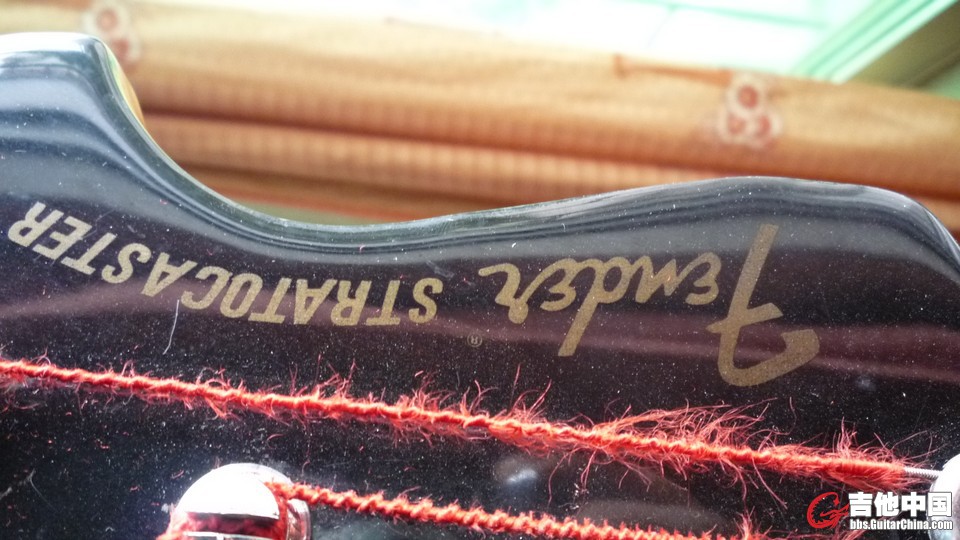 Fender®
STRATOCASTER
吉他中国
bbs.GuitarChina.com